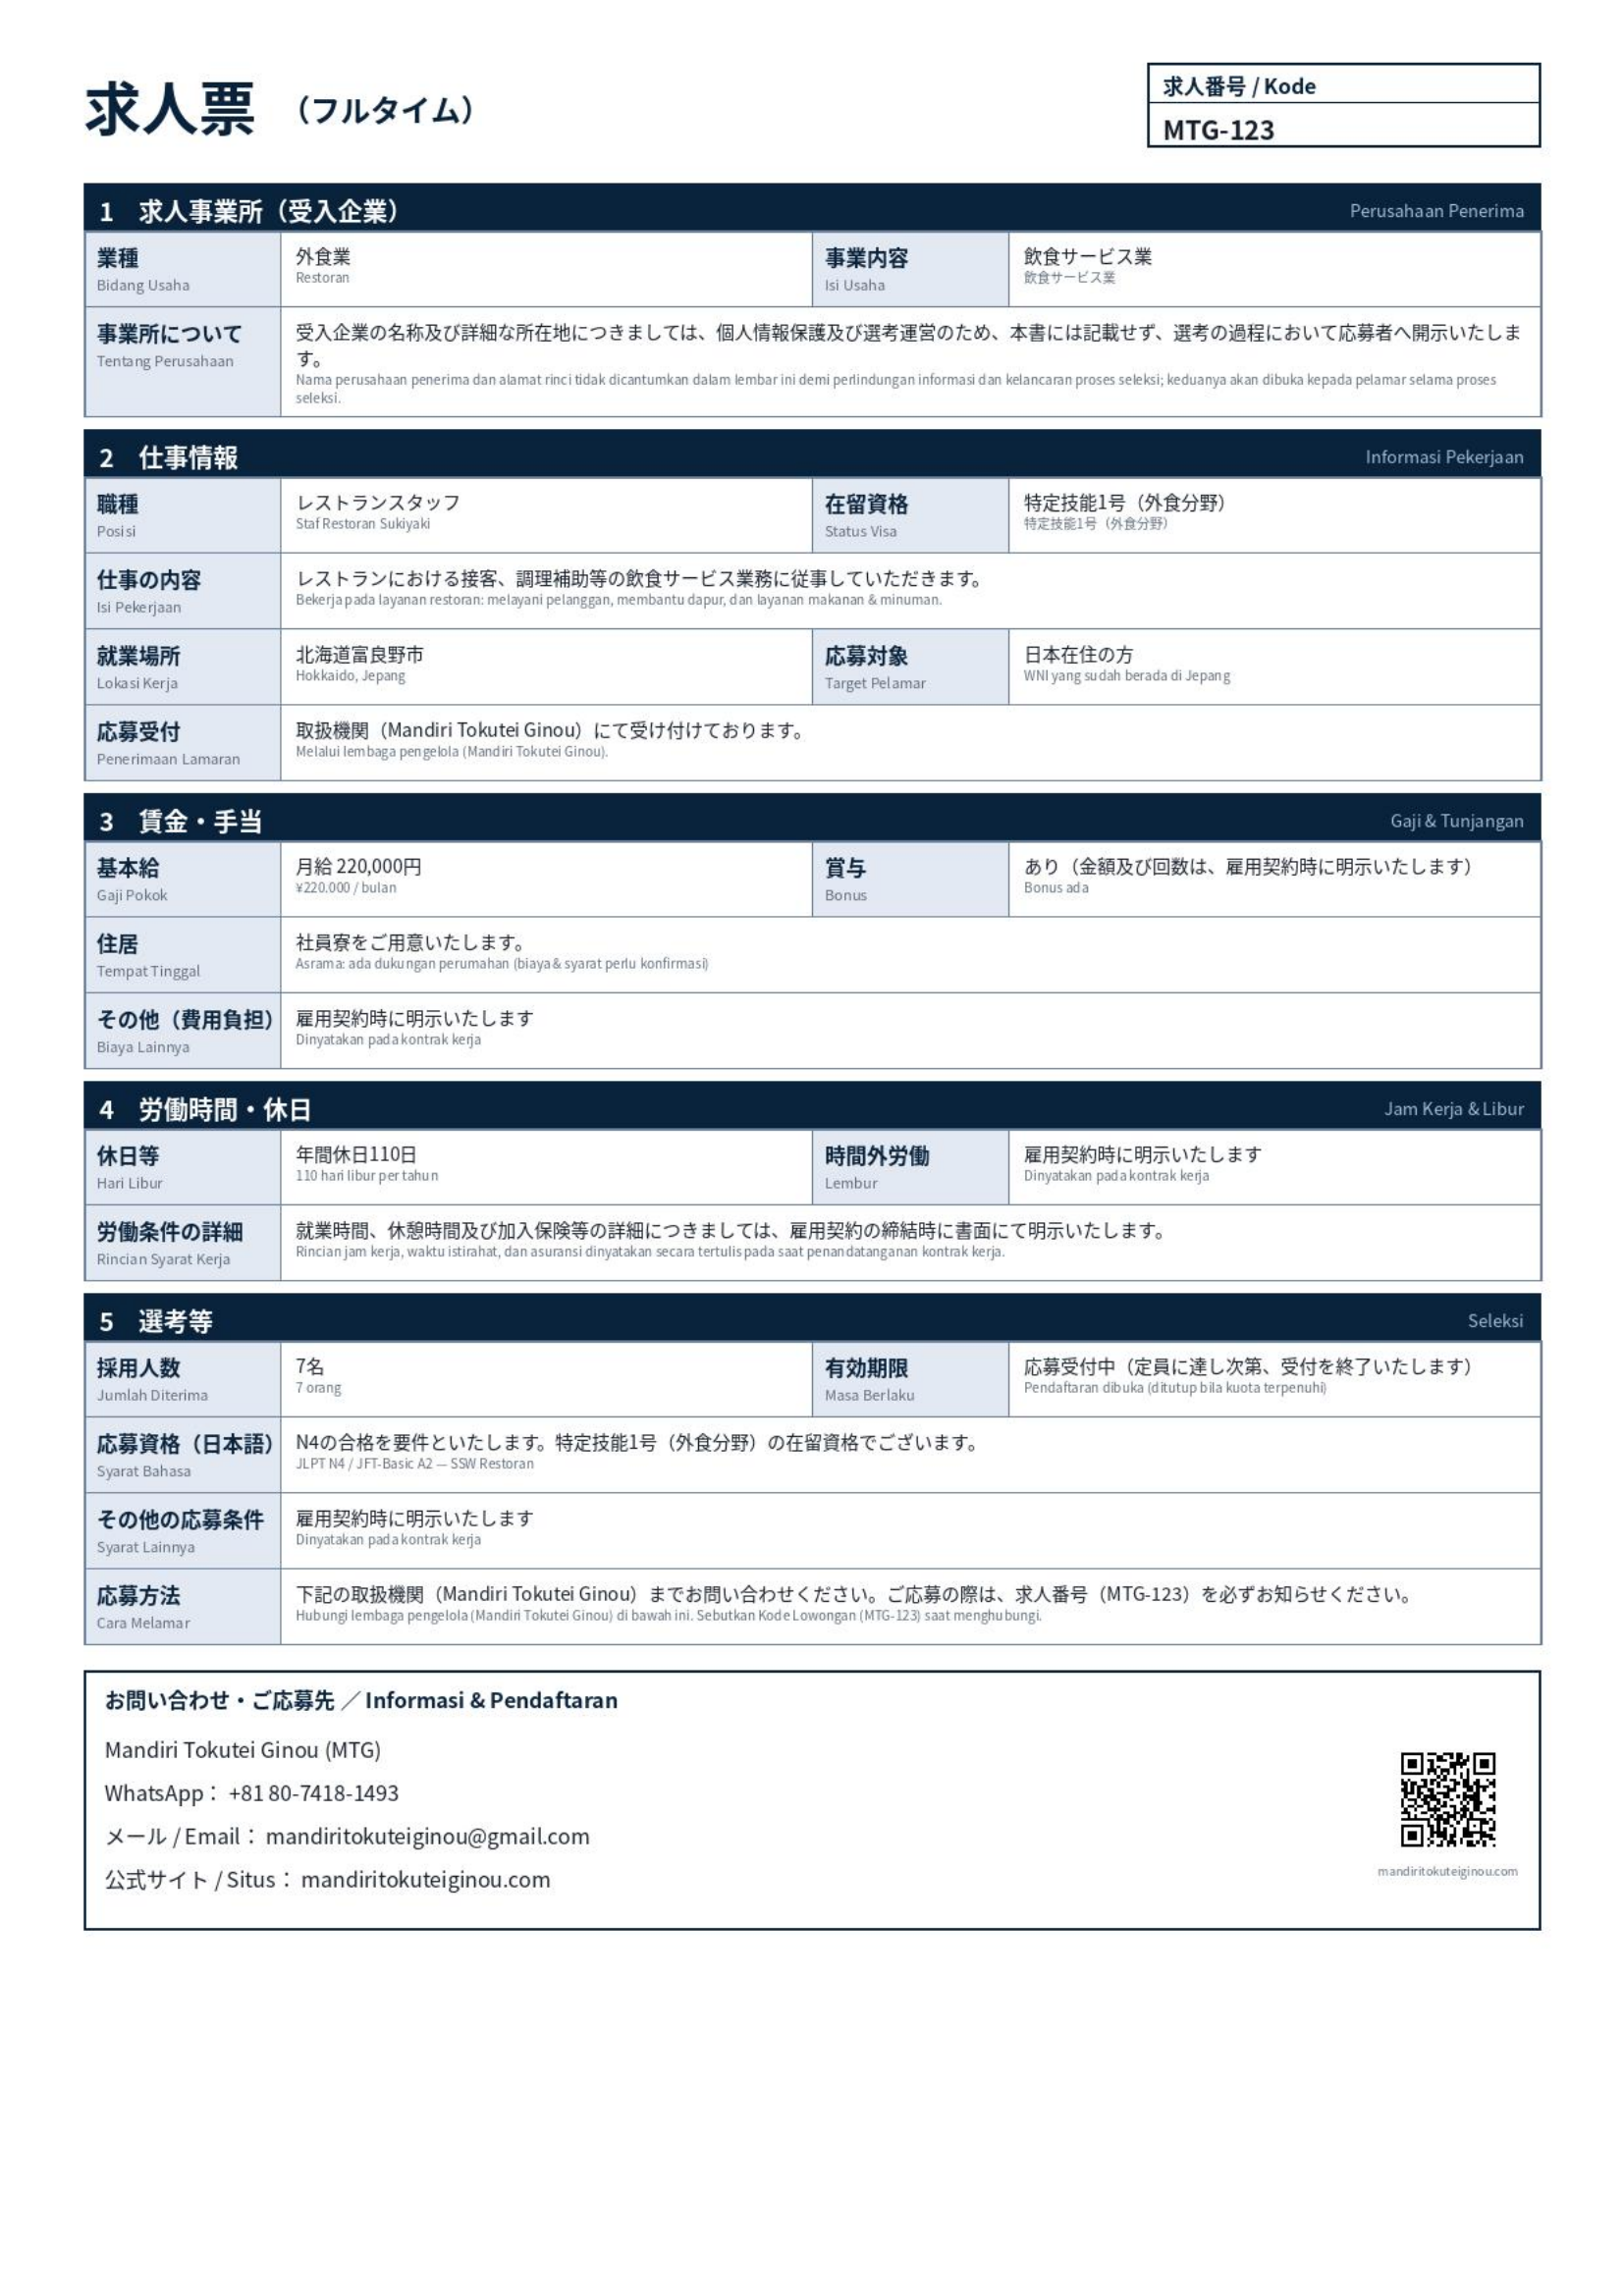 求人票 （フルタイム）
求人番号 / Kode
MTG-123
1 求人事業所（受入企業） Perusahaan Penerima
業種
Bidang Usaha
外食業
Restoran
事業内容
Isi Usaha
飲食サービス業
飲食サービス業
事業所について
Tentang Perusahaan
受入企業の名称及び詳細な所在地につきましては、個人情報保護及び選考運営のため、本書には記載せず、選考の過程において応募者へ開示いたしま
す。
Nama perusahaan penerima dan alamat rinci tidak dicantumkan dalam lembar ini demi perlindungan informasi dan kelancaran proses seleksi; keduanya akan dibuka kepada pelamar selama proses
seleksi.
2 仕事情報 Informasi Pekerjaan
職種
Posisi
レストランスタッフ
Staf Restoran Sukiyaki
在留資格
Status Visa
特定技能1号（外食分野）
特定技能1号（外食分野）
仕事の内容
Isi Pekerjaan
レストランにおける接客、調理補助等の飲食サービス業務に従事していただきます。
Bekerja pada layanan restoran: melayani pelanggan, membantu dapur, dan layanan makanan & minuman.
就業場所
Lokasi Kerja
北海道富良野市
Hokkaido, Jepang
応募対象
Target Pelamar
日本在住の方
WNI yang sudah berada di Jepang
応募受付
Penerimaan Lamaran
取扱機関（Mandiri Tokutei Ginou）にて受け付けております。
Melalui lembaga pengelola (Mandiri Tokutei Ginou).
3 賃金・手当 Gaji & Tunjangan
基本給
Gaji Pokok
月給 220,000円
¥220.000 / bulan
賞与
Bonus
あり（金額及び回数は、雇用契約時に明示いたします）
Bonus ada
住居
Tempat Tinggal
社員寮をご用意いたします。
Asrama: ada dukungan perumahan (biaya & syarat perlu konfirmasi)
その他（費用負担）
Biaya Lainnya
雇用契約時に明示いたします
Dinyatakan pada kontrak kerja
4 労働時間・休日 Jam Kerja & Libur
休日等
Hari Libur
年間休日110日
110 hari libur per tahun
時間外労働
Lembur
雇用契約時に明示いたします
Dinyatakan pada kontrak kerja
労働条件の詳細
Rincian Syarat Kerja
就業時間、休憩時間及び加入保険等の詳細につきましては、雇用契約の締結時に書面にて明示いたします。
Rincian jam kerja, waktu istirahat, dan asuransi dinyatakan secara tertulis pada saat penandatanganan kontrak kerja.
5 選考等 Seleksi
採用人数
Jumlah Diterima
7名
7 orang
有効期限
Masa Berlaku
応募受付中（定員に達し次第、受付を終了いたします）
Pendaftaran dibuka (ditutup bila kuota terpenuhi)
応募資格（日本語）
Syarat Bahasa
N4の合格を要件といたします。特定技能1号（外食分野）の在留資格でございます。
JLPT N4 / JFT-Basic A2 — SSW Restoran
その他の応募条件
Syarat Lainnya
雇用契約時に明示いたします
Dinyatakan pada kontrak kerja
応募方法
Cara Melamar
下記の取扱機関（Mandiri Tokutei Ginou）までお問い合わせください。ご応募の際は、求人番号（MTG-123）を必ずお知らせください。
Hubungi lembaga pengelola (Mandiri Tokutei Ginou) di bawah ini. Sebutkan Kode Lowongan (MTG-123) saat menghubungi.
お問い合わせ・ご応募先 ／ Informasi & Pendaftaran
Mandiri Tokutei Ginou (MTG)
WhatsApp： +81 80-7418-1493
メール / Email： mandiritokuteiginou@gmail.com
公式サイト / Situs： mandiritokuteiginou.com
mandiritokuteiginou.com